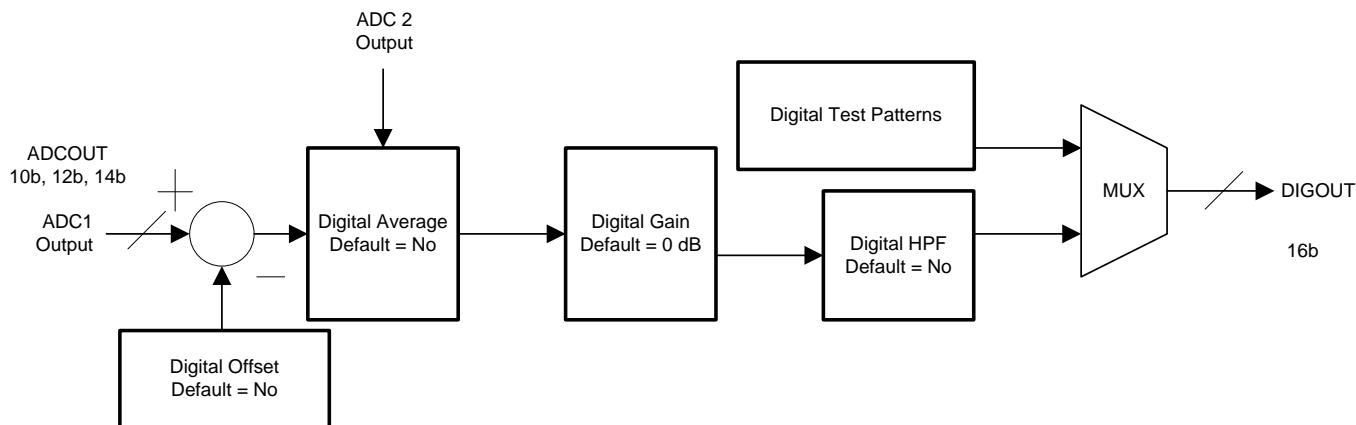 ADC 2
Output
Digital Test Patterns
ADCOUT
10b, 12b, 14b
+
ADC1
Output
Digital Average
Default = No
Digital Gain
Default = 0 dB
Digital HPF
Default = No
MUX
DIGOUT
16b
−
Digital Offset
Default = No